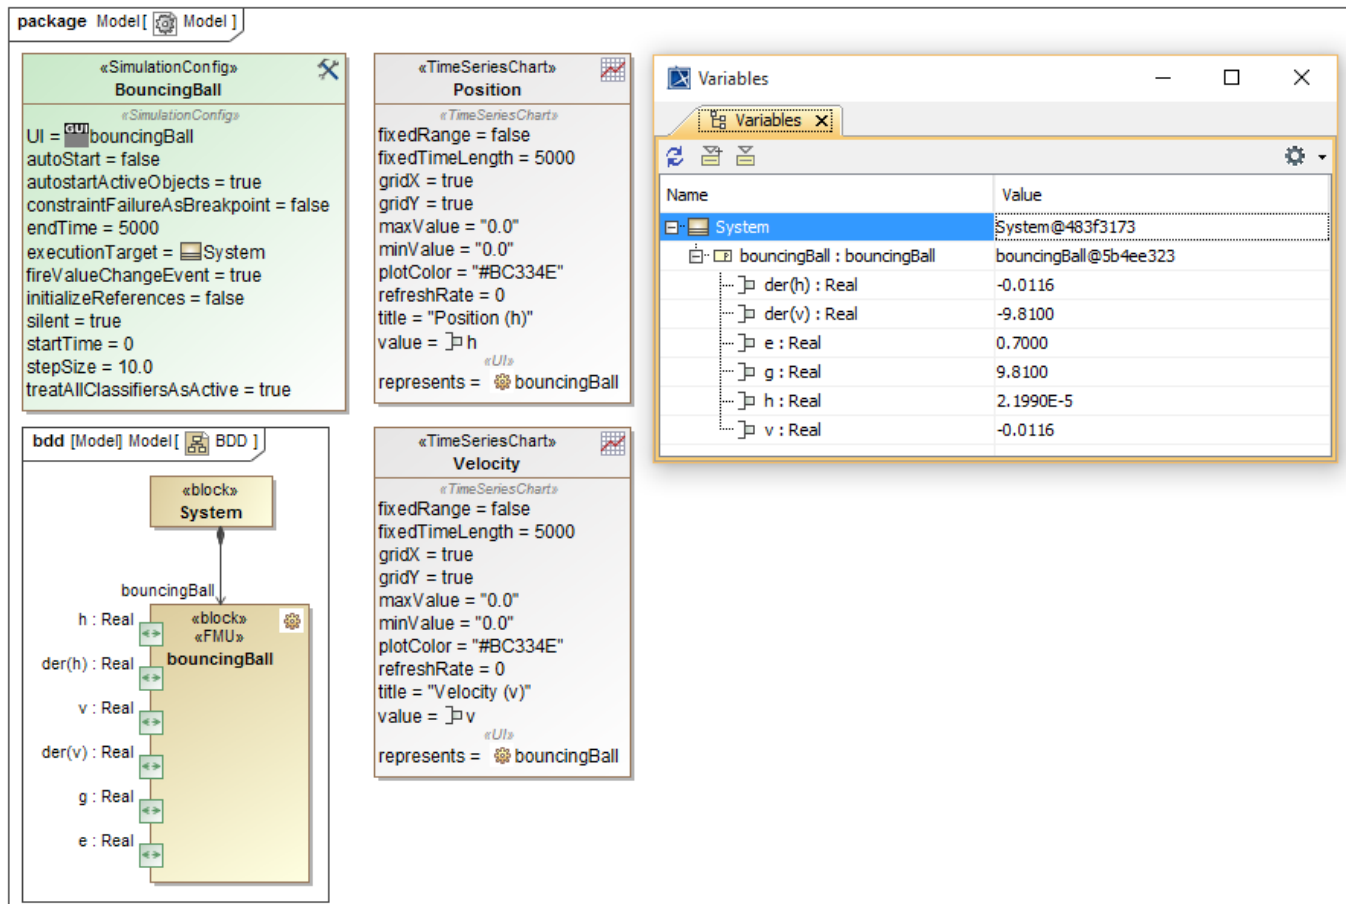 package Model [ Model ]
«SimulationConfig»
BouncingBall
«SimulationConfig»
UI = GUI bouncingBall
autoStart = false
autostartActiveObjects = true
constraintFailureAsBreakpoint = false
endTime = 5000
executionTarget = System
fireValueChangeEvent = true
initializeReferences = false
silent = true
startTime = 0
stepSize = 10.0
treatAllClassifiersAsActive = true
«TimeSeriesChart»
Position
«TimeSeriesChart»
fixedRange = false
fixedTimeLength = 5000
gridX = true
gridY = true
maxValue = "0.0"
minValue = "0.0"
plotColor = "#BC334E"
refreshRate = 0
title = "Position (h)"
value = h
«UI»
represents = bouncingBall
Variables
Variables X
Name Value
System System@483f3173
bouncingBall : bouncingBall bouncingBall@5b4ee323
der(h) : Real -0.0116
der(v) : Real -9.8100
e : Real 0.7000
g : Real 9.8100
h : Real 2.1990E-5
v : Real -0.0116
bdd [Model] Model [ BDD ]
«block»
System
bouncingBall
h : Real
der(h) : Real
v : Real
der(v) : Real
g : Real
e : Real
«block»
«FMU»
bouncingBall
«TimeSeriesChart»
Velocity
«TimeSeriesChart»
fixedRange = false
fixedTimeLength = 5000
gridX = true
gridY = true
maxValue = "0.0"
minValue = "0.0"
plotColor = "#BC334E"
refreshRate = 0
title = "Velocity (v)"
value = v
«UI»
represents = bouncingBall